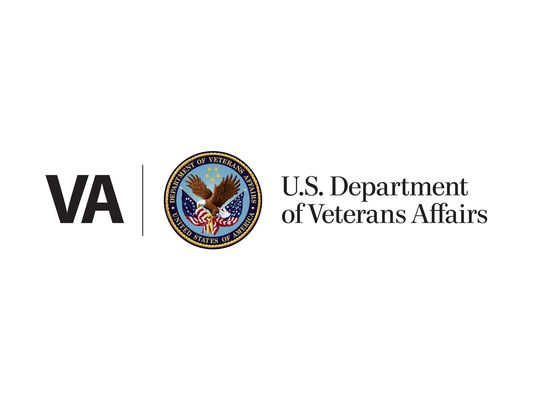 VA
DEPARTMENT OF VETERANS AFFAIRS
UNITED STATES OF AMERICA
U.S. Department
of Veterans Affairs